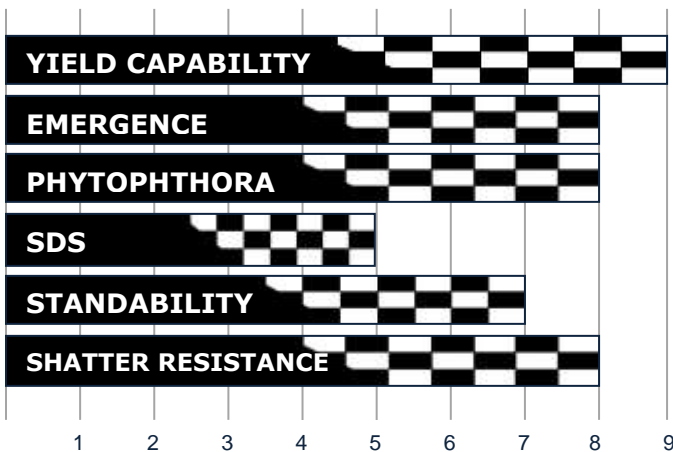 YIELD CAPABILITY
EMERGENCE
PHYTOPHTHORA
SDS
STANDABILITY
SHATTER RESISTANCE
1 2 3 4 5 6 7 8 9